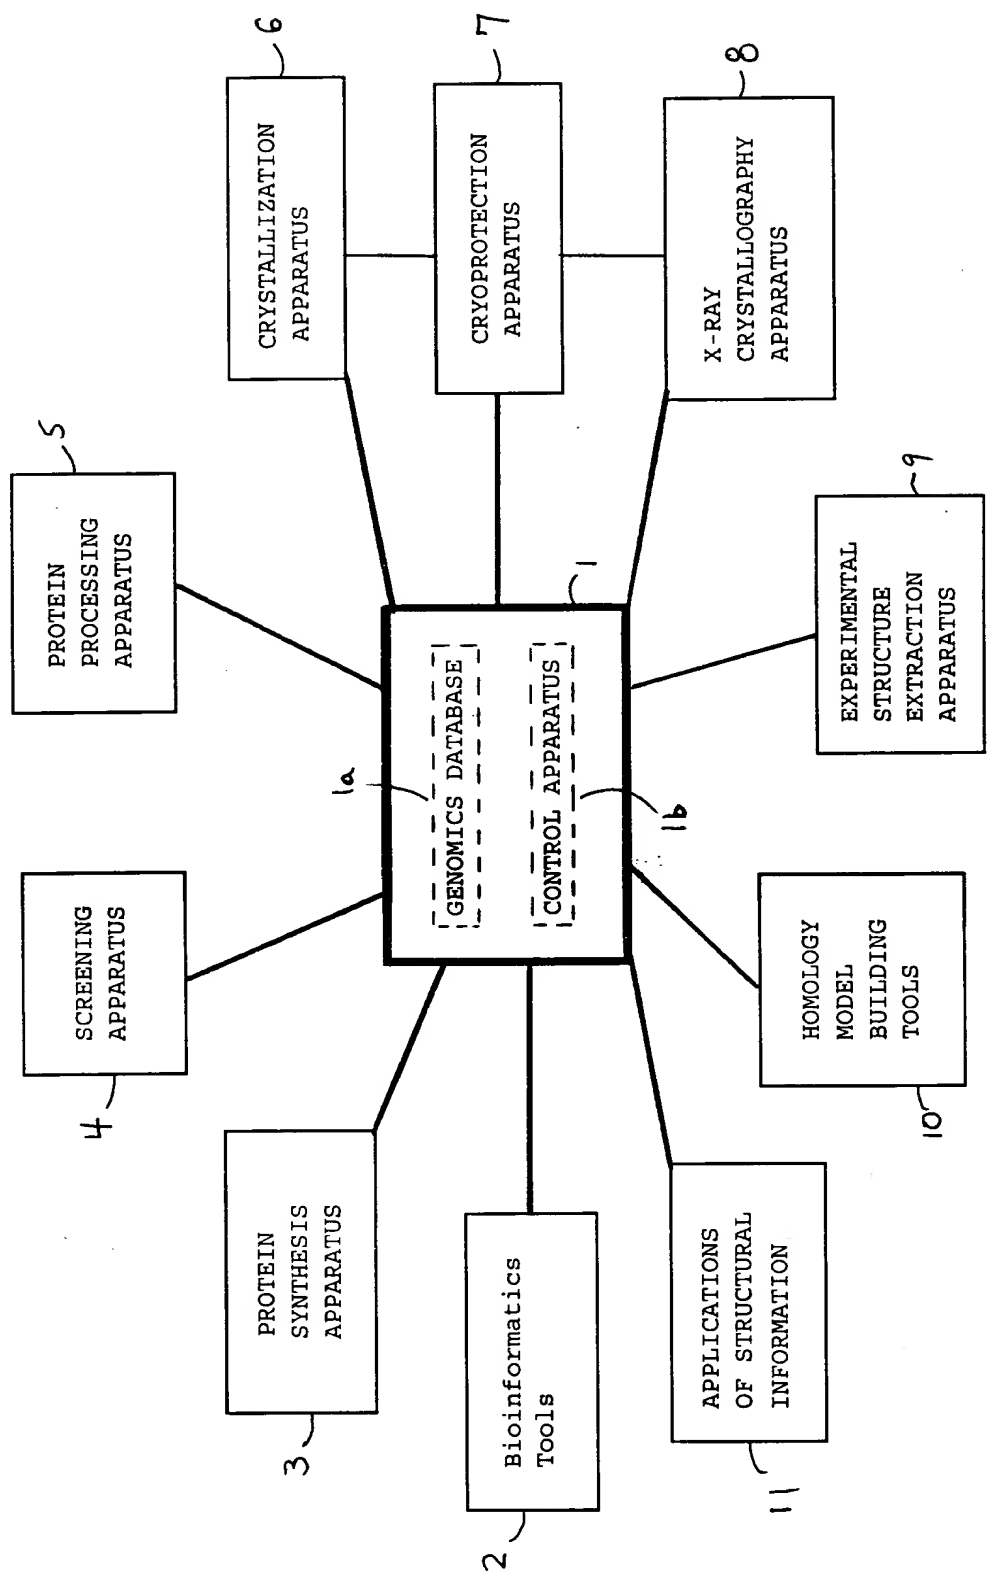 4
SCREENING
APPARATUS
5
PROTEIN
PROCESSING
APPARATUS
3
PROTEIN
SYNTHESIS
APPARATUS
6
CRYSTALLIZATION
APPARATUS
1a
GENOMICS DATABASE
1
CONTROL APPARATUS
1b
2
Bioinformatics
Tools
7
CRYOPROTECTION
APPARATUS
11
APPLICATIONS
OF STRUCTURAL
INFORMATION
8
X-RAY
CRYSTALLOGRAPHY
APPARATUS
10
HOMOLOGY
MODEL
BUILDING
TOOLS
9
EXPERIMENTAL
STRUCTURE
EXTRACTION
APPARATUS